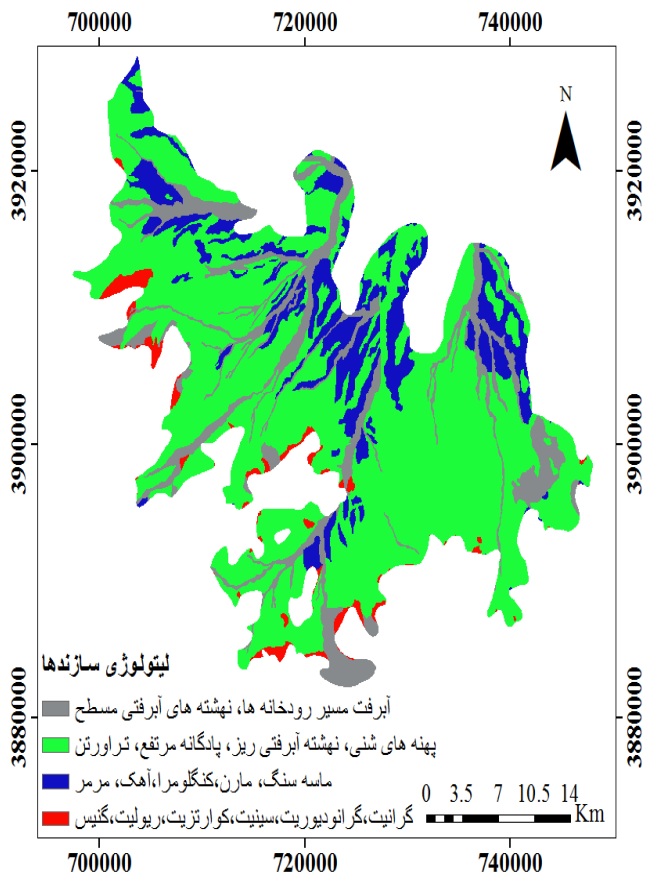 700000 720000 740000
N
3920000 3920000
3900000 3900000
3880000 3880000
لیتولوژی سازندها
آبرفت مسیر رودخانه ها، نهشته های آبرفتی مسطح
پهنه های شنی، نهشته آبرفتی ریز، پادگانه مرتفع، تراورتن
ماسه سنگ، مارن،کنگلومرا،آهک، مرمر
گرانیت،گرانودیوریت،سینیت،کوارتزیت،ریولیت،گنیس
0 3.5 7 10.5 14
Km
700000 720000 740000